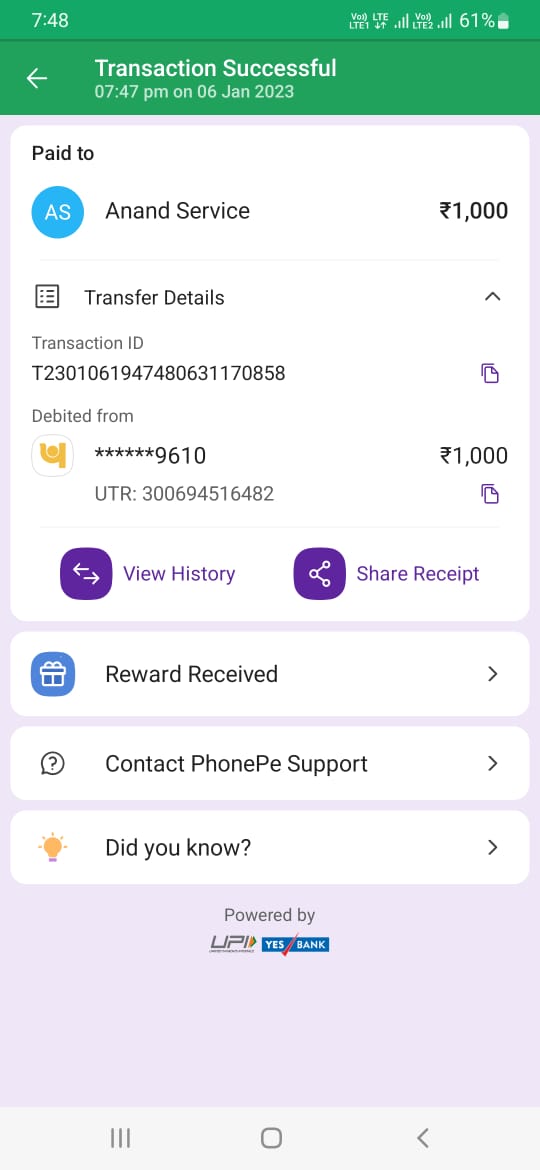 7:48 Vo)) LTE1 LTE Vo)) LTE2 61%
Transaction Successful
07:47 pm on 06 Jan 2023
Paid to
AS Anand Service ₹1,000
Transfer Details
Transaction ID
T2301061947480631170858
Debited from
******9610 ₹1,000
UTR: 300694516482
View History Share Receipt
Reward Received
Contact PhonePe Support
Did you know?
Powered by
UPI YES BANK